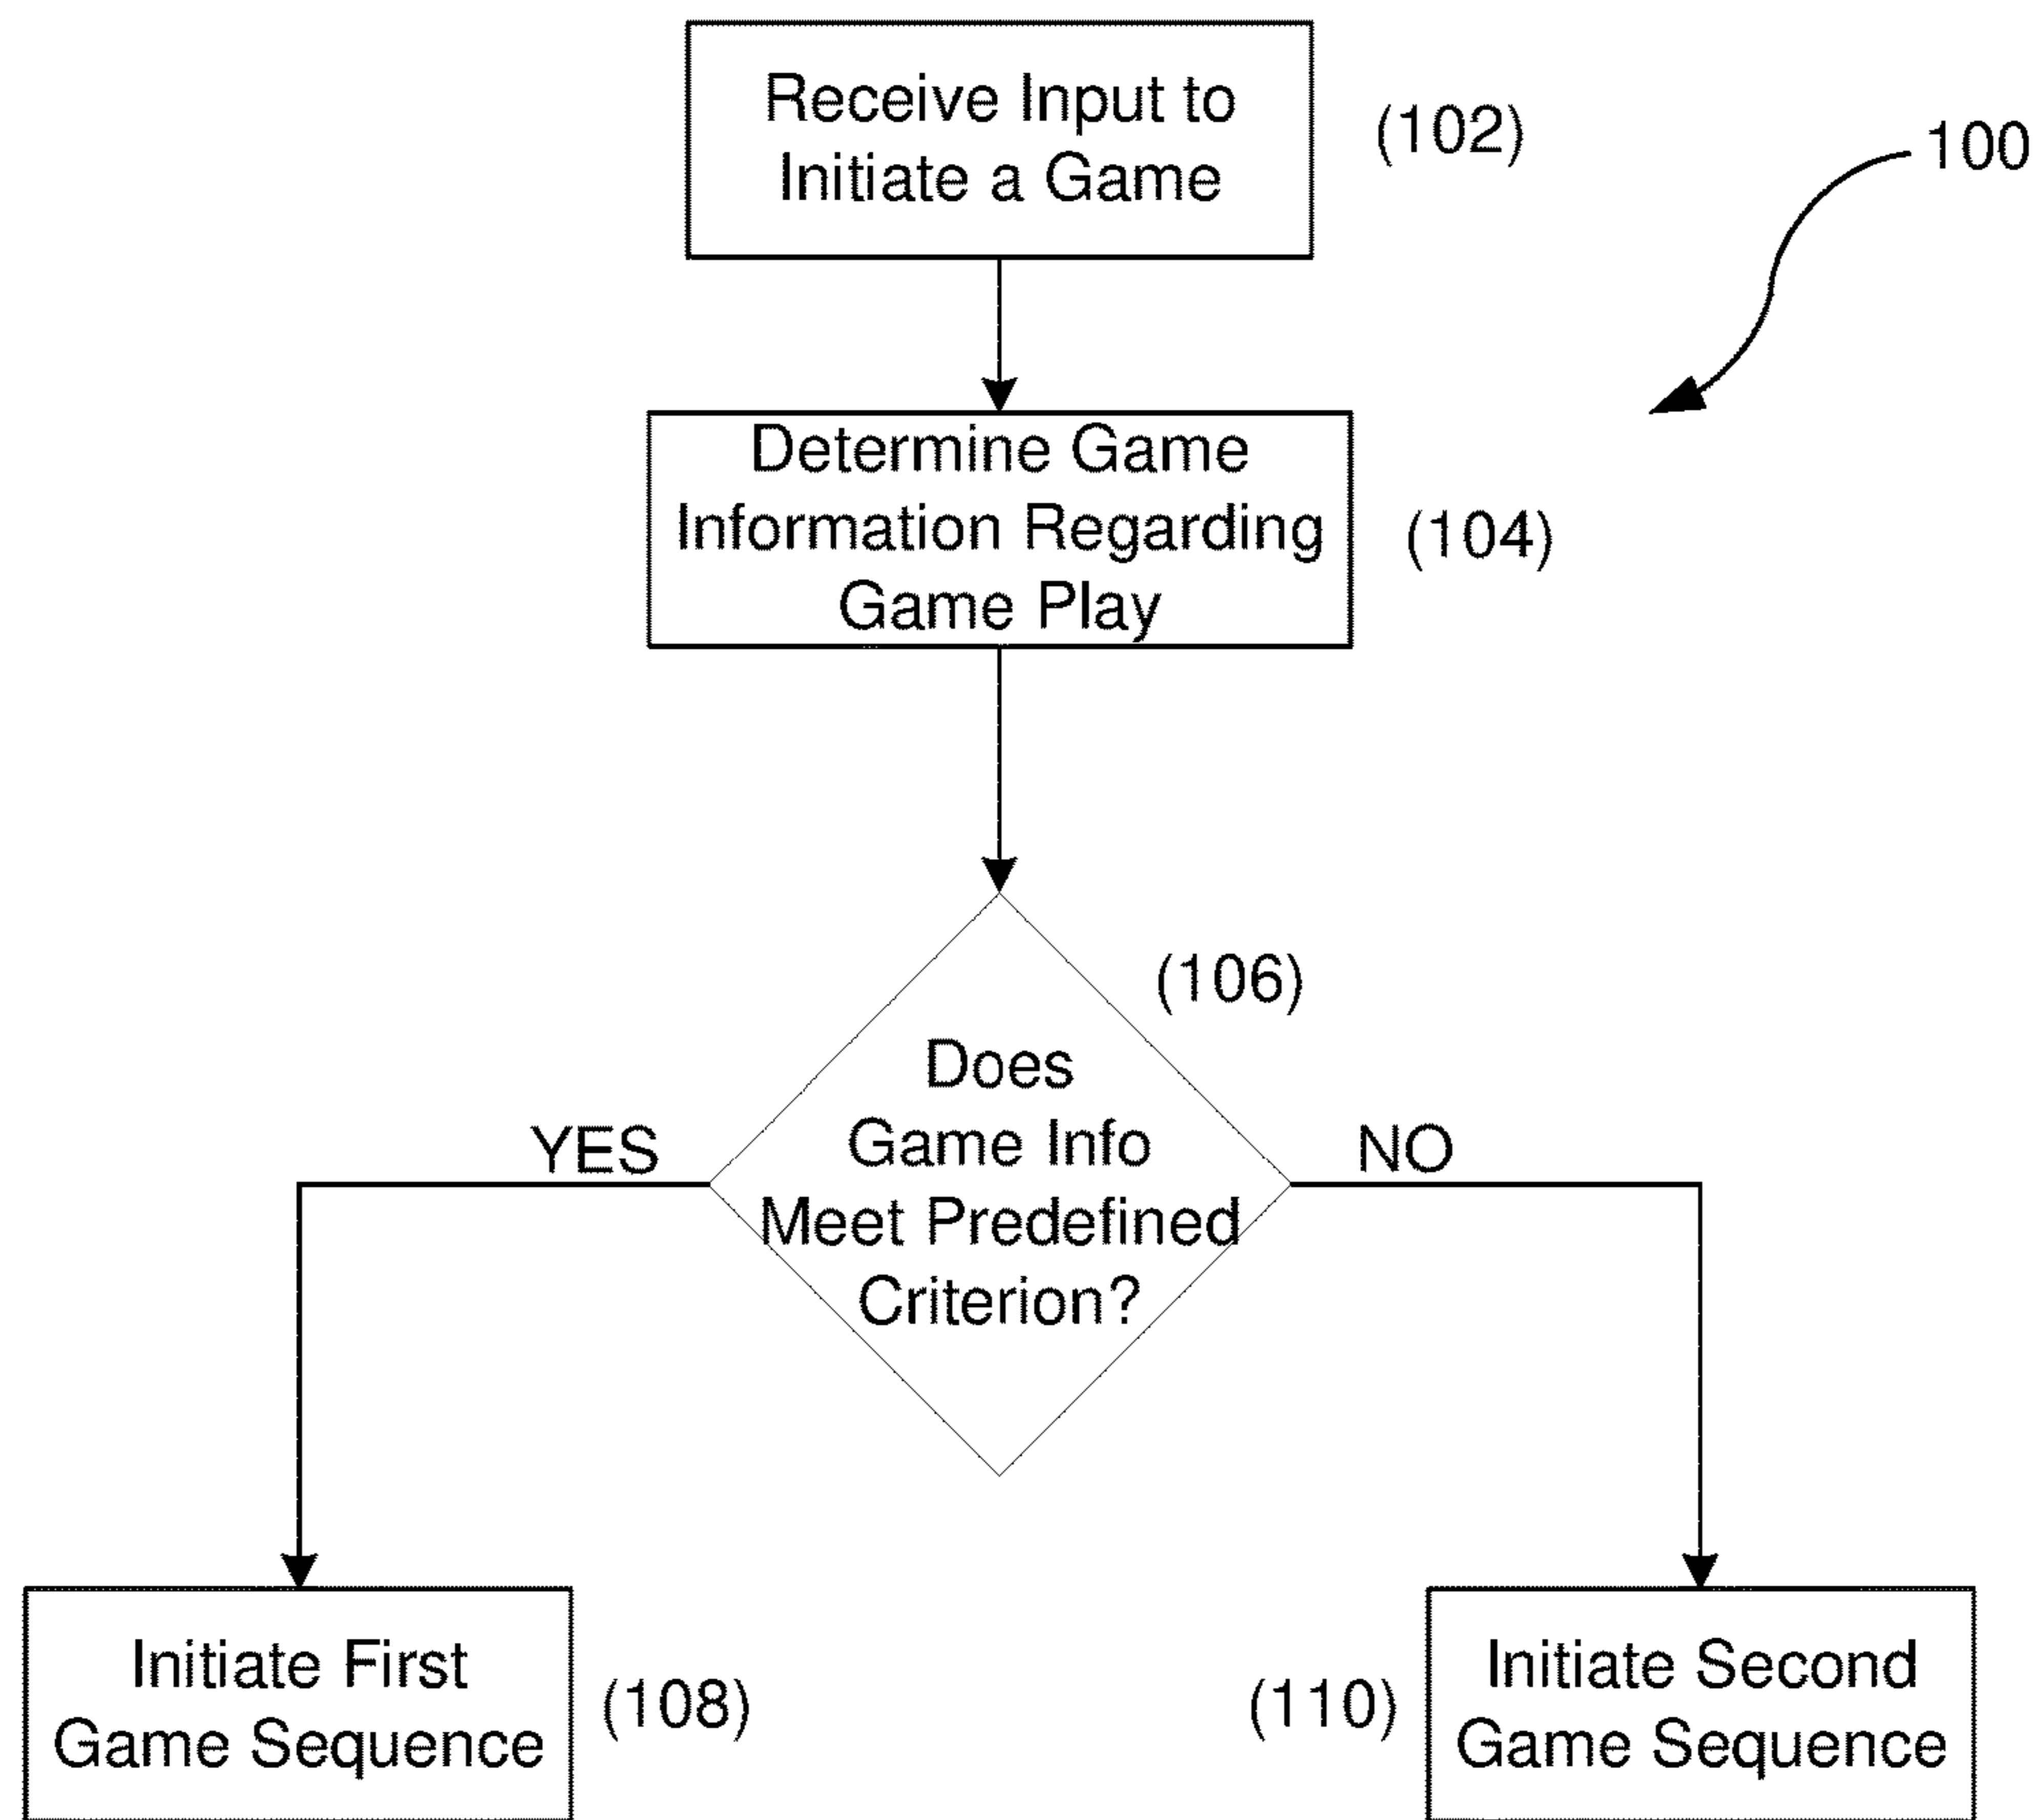 Receive Input to
Initiate a Game
(102)
100
Determine Game
Information Regarding
Game Play
(104)
(106)
Does
Game Info
Meet Predefined
Criterion?
YES
NO
Initiate First
Game Sequence
(108)
(110)
Initiate Second
Game Sequence